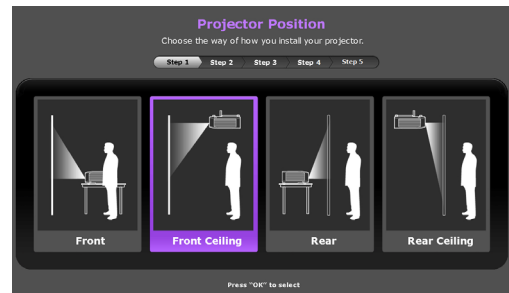 Projector Position
Choose the way of how you install your projector.
Step 1 Step 2 Step 3 Step 4 Step 5
Front Front Ceiling Rear Rear Ceiling
Press "OK" to select